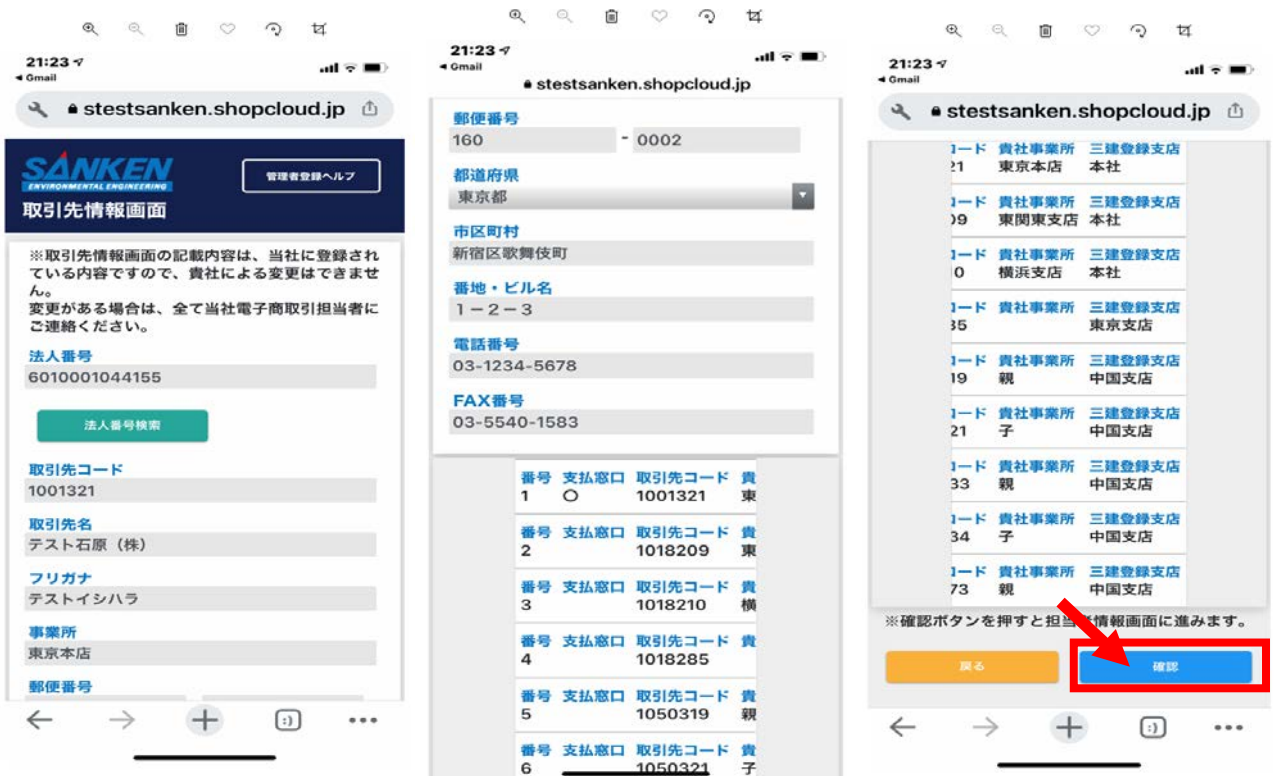 21:23
◀ Gmail
stestsanken.shopcloud.jp
SANKEN
ENVIRONMENTAL ENGINEERING
管理者登録ヘルプ
取引先情報画面
※取引先情報画面の記載内容は、当社に登録され
ている内容ですので、貴社による変更はできませ
ん。
変更がある場合は、全て当社電子商取引担当者に
ご連絡ください。
法人番号
6010001044155
法人番号検索
取引先コード
1001321
取引先名
テスト石原（株）
フリガナ
テストイシハラ
事業所
東京本店
郵便番号
21:23
◀ Gmail
stestsanken.shopcloud.jp
郵便番号
160 - 0002
都道府県
東京都
市区町村
新宿区歌舞伎町
番地・ビル名
1－2－3
電話番号
03-1234-5678
FAX番号
03-5540-1583
番号 支払窓口 取引先コード 貴
1 〇 1001321 東
番号 支払窓口 取引先コード 貴
2 1018209 東
番号 支払窓口 取引先コード 貴
3 1018210 横
番号 支払窓口 取引先コード 貴
4 1018285
番号 支払窓口 取引先コード 貴
5 1050319 親
番号 支払窓口 取引先コード 貴
6 1050321 子
21:23
◀ Gmail
stestsanken.shopcloud.jp
コード 貴社事業所 三建登録支店
21 東京本店 本社
コード 貴社事業所 三建登録支店
09 東関東支店 本社
コード 貴社事業所 三建登録支店
0 横浜支店 本社
コード 貴社事業所 三建登録支店
35 東京支店
コード 貴社事業所 三建登録支店
19 親 中国支店
コード 貴社事業所 三建登録支店
21 子 中国支店
コード 貴社事業所 三建登録支店
33 親 中国支店
コード 貴社事業所 三建登録支店
34 子 中国支店
コード 貴社事業所 三建登録支店
73 親 中国支店
※確認ボタンを押すと担当者情報画面に進みます。
戻る
確認